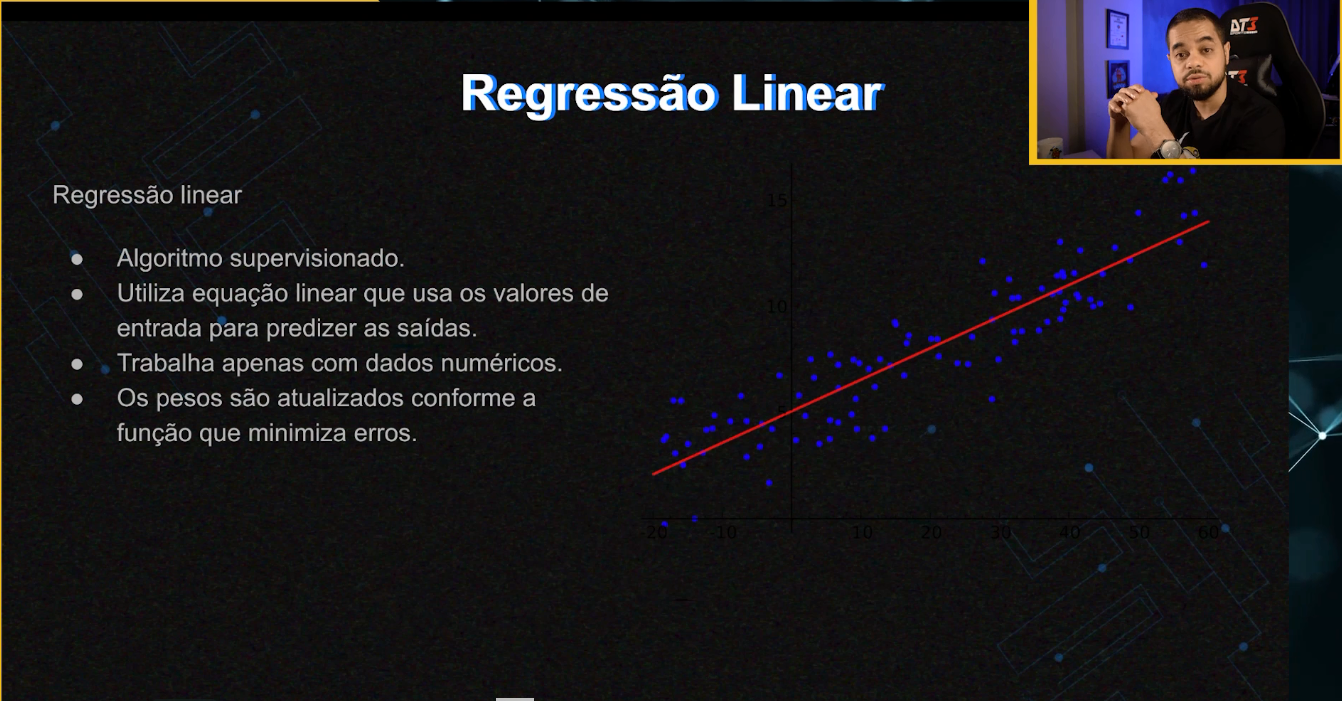 Regressão Linear
DT3
Regressão linear
● Algoritmo supervisionado.
● Utiliza equação linear que usa os valores de
entrada para predizer as saídas.
● Trabalha apenas com dados numéricos.
● Os pesos são atualizados conforme a
função que minimiza erros.
15
10
5
-20 -10 10 20 30 40 50 60